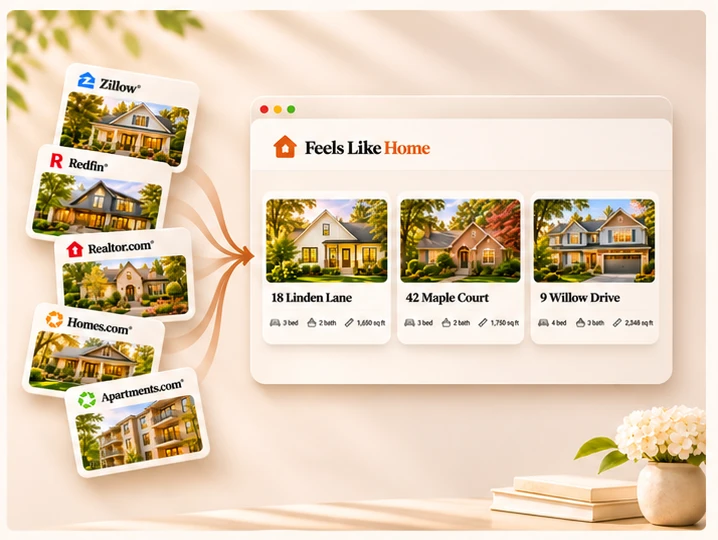 Zillow®
Redfin®
Realtor.com®
Homes.com®
Apartments.com®
Feels Like Home
18 Linden Lane
3 bed 2 bath 1,650 sq ft
42 Maple Court
3 bed 2 bath 1,750 sq ft
9 Willow Drive
4 bed 3 bath 2,348 sq ft